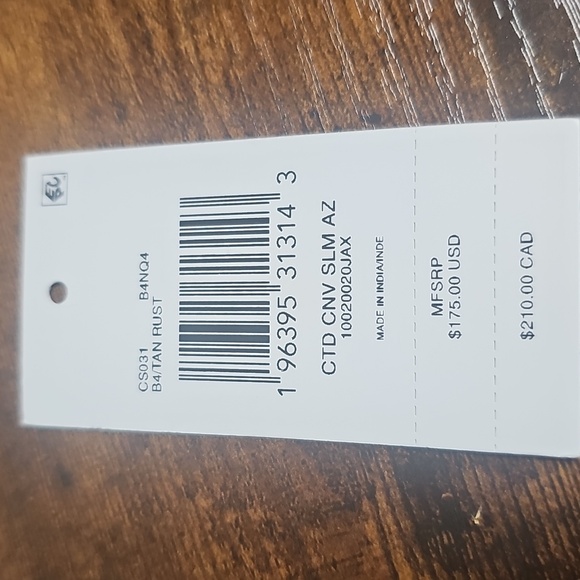 CS031 B4NQ4
B4/TAN RUST
1 96395 31314 3
CTD CNV SLM AZ
10020020JAX
MADE IN INDIA/INDE
MFSRP
$175.00 USD
$210.00 CAD